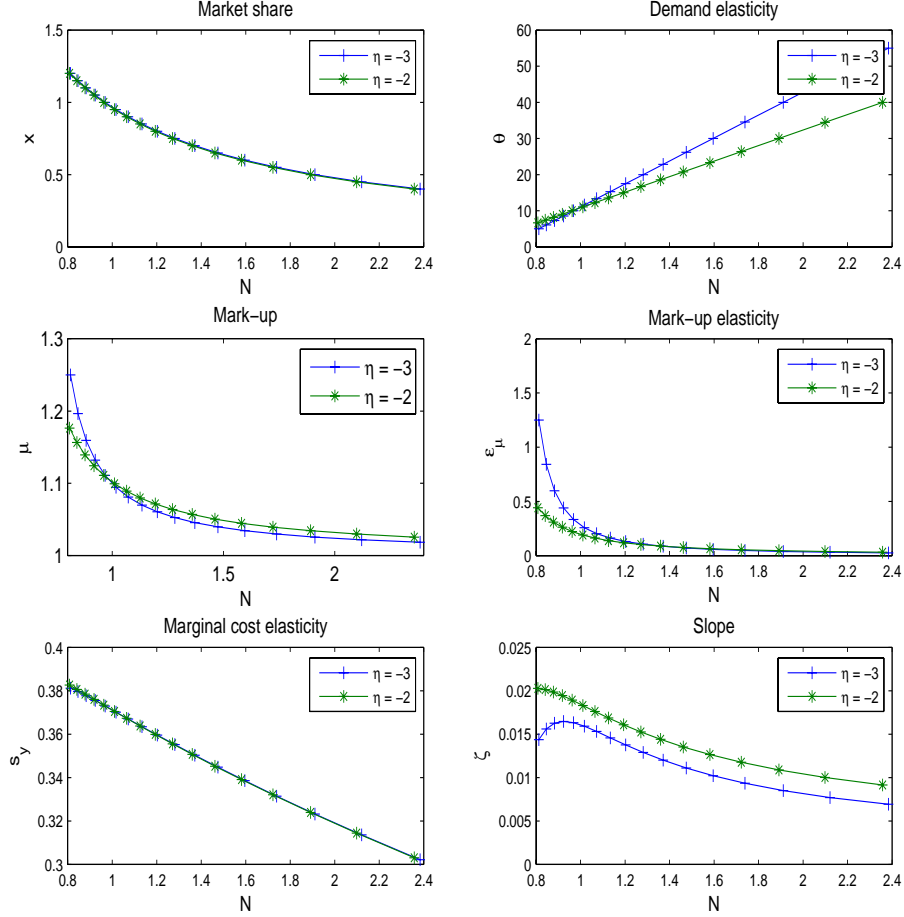 Market share
1.5
1
0.5
0
x
0.8 1 1.2 1.4 1.6 1.8 2 2.2 2.4
N
η = −3
η = −2
Demand elasticity
60
50
40
30
20
10
0
θ
0.8 1 1.2 1.4 1.6 1.8 2 2.2 2.4
N
η = −3
η = −2
Mark−up
1.3
1.2
1.1
1
μ
1 1.5 2
N
η = −3
η = −2
Mark−up elasticity
2
1.5
1
0.5
0
ε_μ
0.8 1 1.2 1.4 1.6 1.8 2 2.2 2.4
N
η = −3
η = −2
Marginal cost elasticity
0.4
0.38
0.36
0.34
0.32
0.3
s_y
0.8 1 1.2 1.4 1.6 1.8 2 2.2 2.4
N
η = −3
η = −2
Slope
0.025
0.02
0.015
0.01
0.005
0
ζ
0.8 1 1.2 1.4 1.6 1.8 2 2.2 2.4
N
η = −3
η = −2